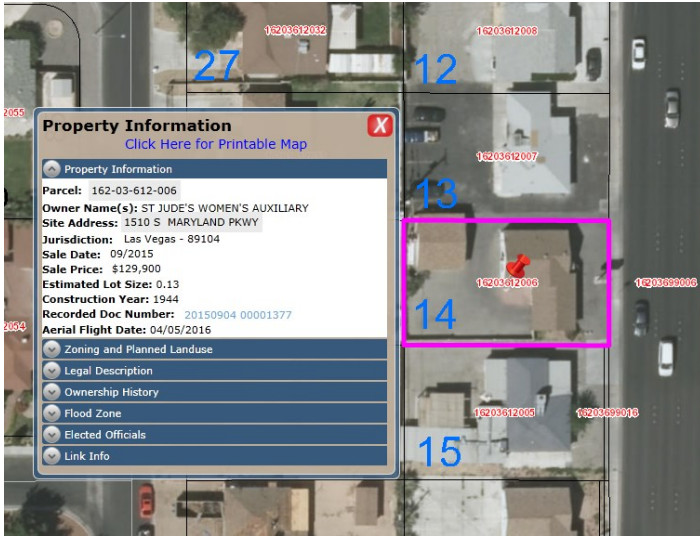 16203612032
16203612008
27
12
2055
Property Information
X
Click Here for Printable Map
Property Information
Parcel: 162-03-612-006
Owner Name(s): ST JUDE'S WOMEN'S AUXILIARY
Site Address: 1510 S MARYLAND PKWY
Jurisdiction: Las Vegas - 89104
Sale Date: 09/2015
Sale Price: $129,900
Estimated Lot Size: 0.13
Construction Year: 1944
Recorded Doc Number: 20150904 00001377
Aerial Flight Date: 04/05/2016
Zoning and Planned Landuse
Legal Description
Ownership History
Flood Zone
Elected Officials
Link Info
16203612007
13
16203612006
16203699006
14
2054
16203612005
16203699016
15